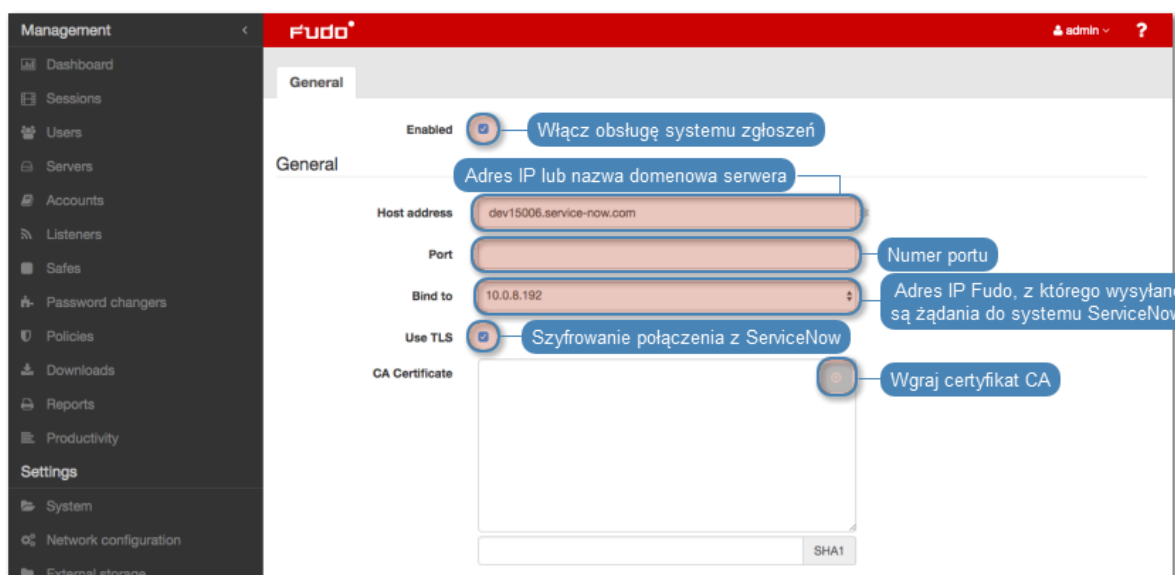 Management
Fudo
admin
?
Dashboard
Sessions
Users
Servers
Accounts
Listeners
Safes
Password changers
Policies
Downloads
Reports
Productivity
Settings
System
Network configuration
External storage
General
Enabled
Włącz obsługę systemu zgłoszeń
General
Adres IP lub nazwa domenowa serwera
Host address
dev15006.service-now.com
Port
Numer portu
Bind to
10.0.8.192
Adres IP Fudo, z którego wysyłane
są żądania do systemu ServiceNow
Use TLS
Szyfrowanie połączenia z ServiceNow
CA Certificate
Wgraj certyfikat CA
SHA1